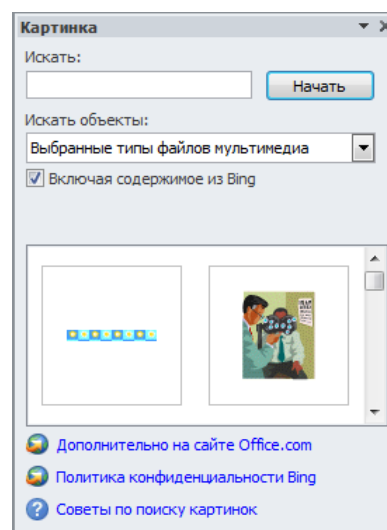 Картинка
Искать:
Начать
Искать объекты:
Выбранные типы файлов мультимедиа
Включая содержимое из Bing
Дополнительно на сайте Office.com
Политика конфиденциальности Bing
Советы по поиску картинок